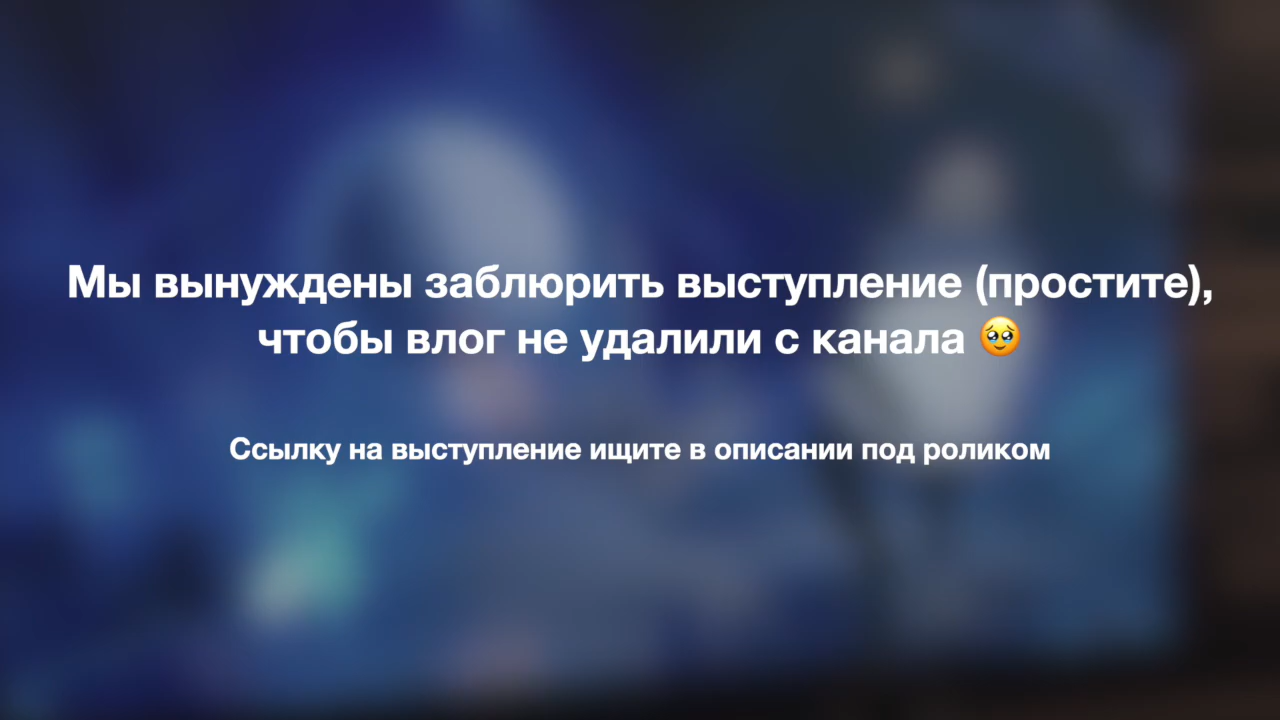 Мы вынуждены заблюрить выступление (простите),
чтобы влог не удалили с канала 🥹
Ссылку на выступление ищите в описании под роликом